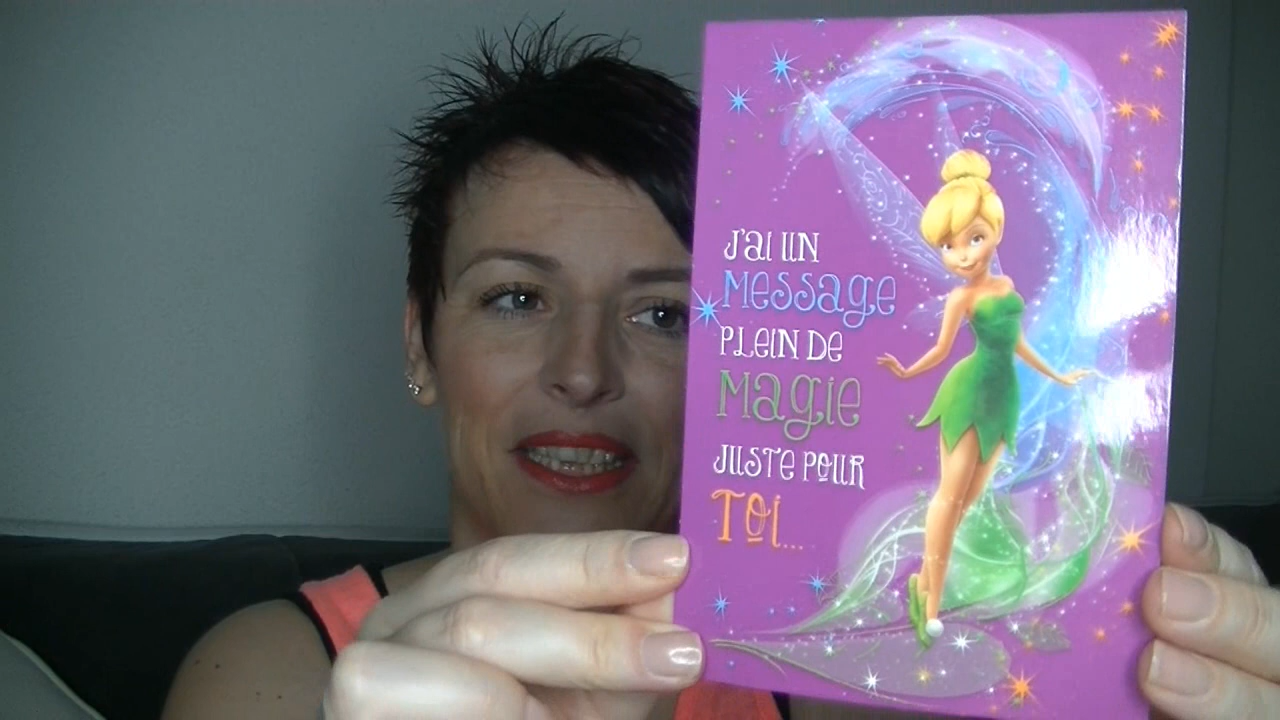 J'ai un
message
plein de
magie
juste pour
toi...